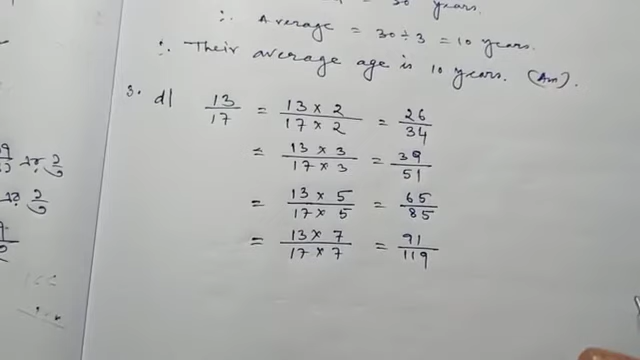 = 30 years.
∴ Average = 30 ÷ 3 = 10 years.
∴ Their average age is 10 years. (Ans).
3. d) 13/17 = 13 × 2 / 17 × 2 = 26/34
= 13 × 3 / 17 × 3 = 39/51
= 13 × 5 / 17 × 5 = 65/85
= 13 × 7 / 17 × 7 = 91/119